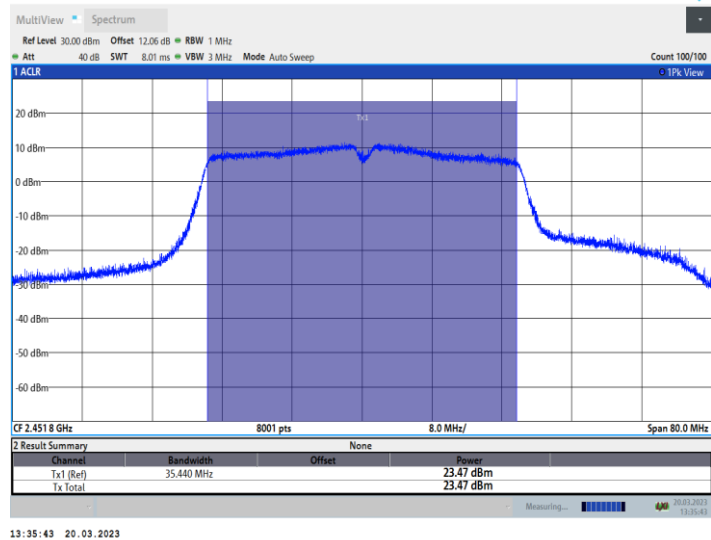 MultiView Spectrum
Ref Level 30.00 dBm Offset 12.06 dB RBW 1 MHz
Att 40 dB SWT 8.01 ms VBW 3 MHz Mode Auto Sweep Count 100/100
1 ACLR 1Pk View
Tx1
20 dBm
10 dBm
0 dBm
-10 dBm
-20 dBm
-30 dBm
-40 dBm
-50 dBm
-60 dBm
CF 2.4518 GHz 8001 pts 8.0 MHz/ Span 80.0 MHz
2 Result Summary None
Channel Bandwidth Offset Power
Tx1 (Ref) 35.440 MHz 23.47 dBm
Tx Total 23.47 dBm
Measuring... 20.03.2023
13:35:43
13:35:43 20.03.2023